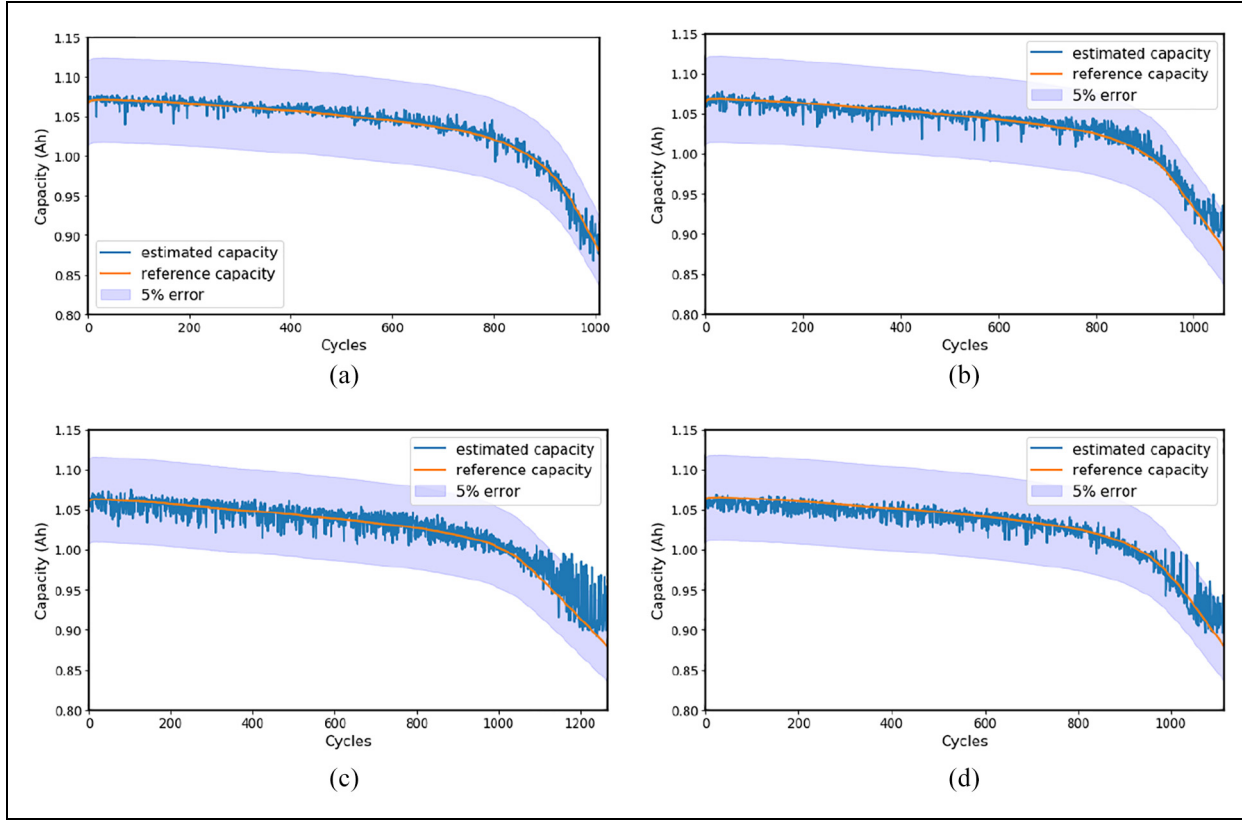 1.15
1.10
1.05
1.00
0.95
0.90
0.85
0.80
Capacity (Ah)
estimated capacity
reference capacity
5% error
0 200 400 600 800 1000
Cycles
(a)
1.15
1.10
1.05
1.00
0.95
0.90
0.85
0.80
Capacity (Ah)
estimated capacity
reference capacity
5% error
0 200 400 600 800 1000
Cycles
(b)
1.15
1.10
1.05
1.00
0.95
0.90
0.85
0.80
Capacity (Ah)
estimated capacity
reference capacity
5% error
0 200 400 600 800 1000 1200
Cycles
(c)
1.15
1.10
1.05
1.00
0.95
0.90
0.85
0.80
Capacity (Ah)
estimated capacity
reference capacity
5% error
0 200 400 600 800 1000
Cycles
(d)